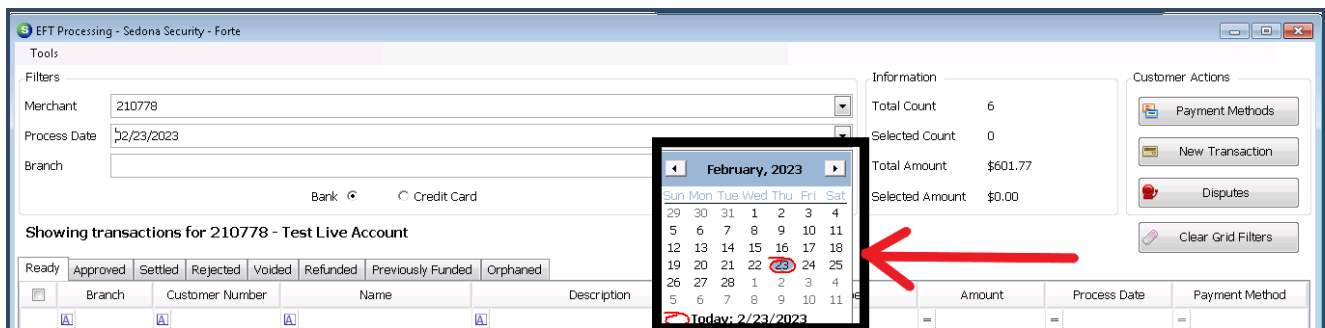 EFT Processing - Sedona Security - Forte
Tools
Filters
Merchant 210778
Process Date 2/23/2023
Branch
Bank Credit Card
Information
Total Count 6
Selected Count 0
Total Amount $601.77
Selected Amount $0.00
Customer Actions
Payment Methods
New Transaction
Disputes
Clear Grid Filters
February, 2023
Sun Mon Tue Wed Thu Fri Sat
29 30 31 1 2 3 4
5 6 7 8 9 10 11
12 13 14 15 16 17 18
19 20 21 22 23 24 25
26 27 28 1 2 3 4
5 6 7 8 9 10 11
Today: 2/23/2023
Showing transactions for 210778 - Test Live Account
Ready Approved Settled Rejected Voided Refunded Previously Funded Orphaned
Branch Customer Number Name Description Amount Process Date Payment Method